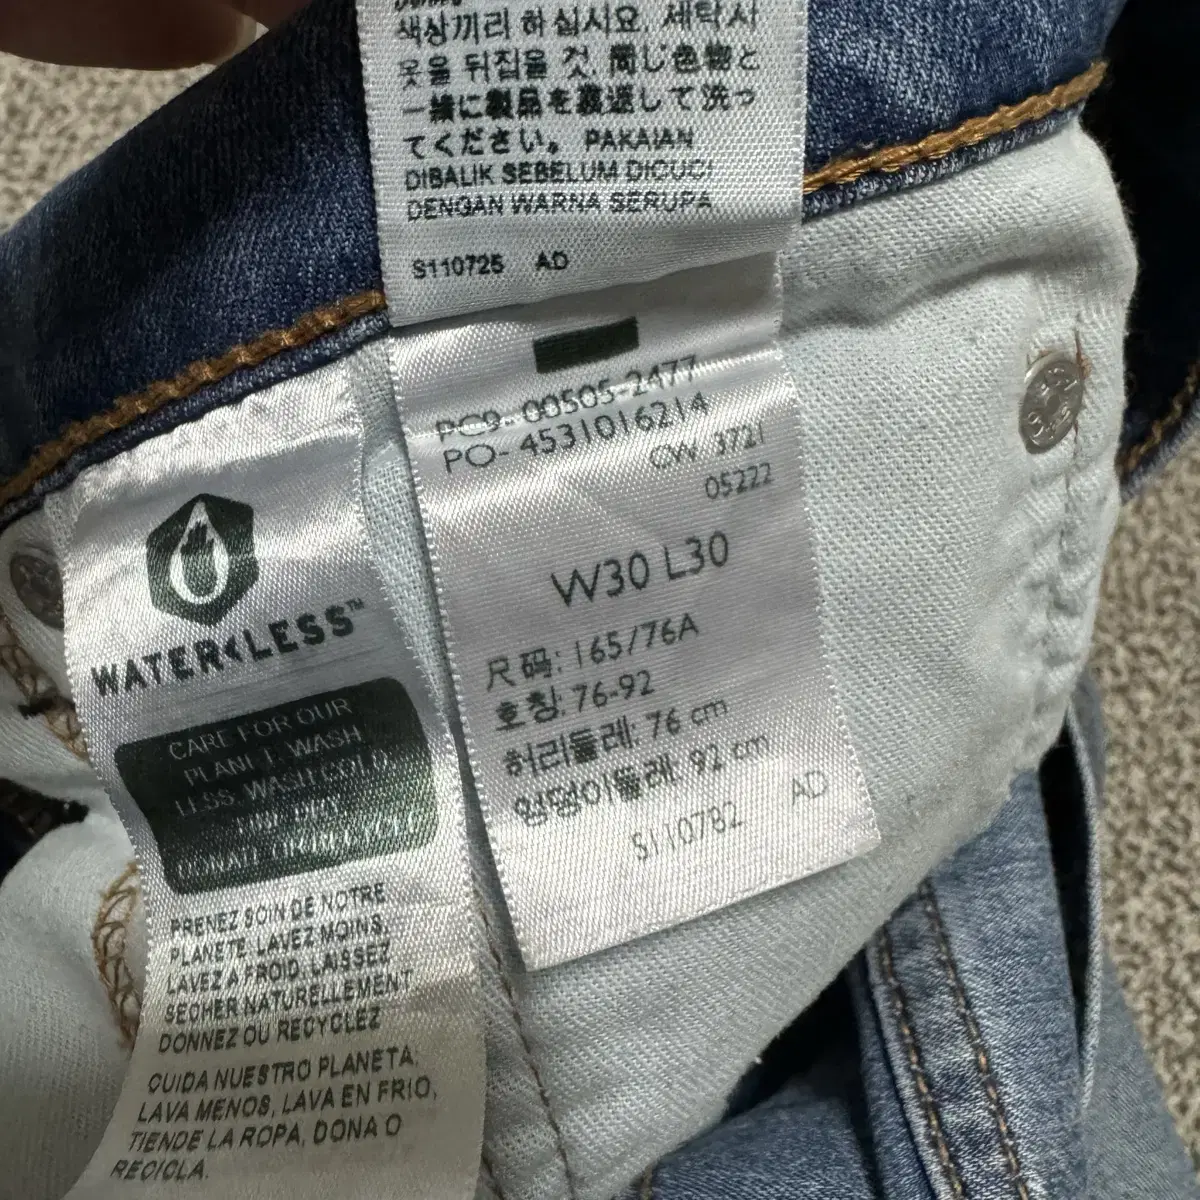 색상끼리 하십시요. 세탁시
옷을 뒤집을 것. 同じ色物と
一緒に製品を裏返して洗っ
てください。 PAKAIAN
DIBALIK SEBELUM DICUCI
DENGAN WARNA SERUPA
S110725 AD
PC9- 00505-2477
PO- 4531016214
CW 3721
05222
W30 L30
尺码: 165/76A
호칭: 76-92
허리둘레: 76 cm
엉덩이둘레: 92 cm
S110782 AD
WATER<LESS™
CARE FOR OUR
PLANET. WASH
LESS, WASH COLD,
LINE DRY,
DONATE OR RECYCLE
PRENEZ SOIN DE NOTRE
PLANETE. LAVEZ MOINS,
LAVEZ A FROID, LAISSEZ
SECHER NATURELLEMENT
DONNEZ OU RECYCLEZ
CUIDA NUESTRO PLANETA:
LAVA MENOS, LAVA EN FRIO,
TIENDE LA ROPA, DONA O
RECICLA.